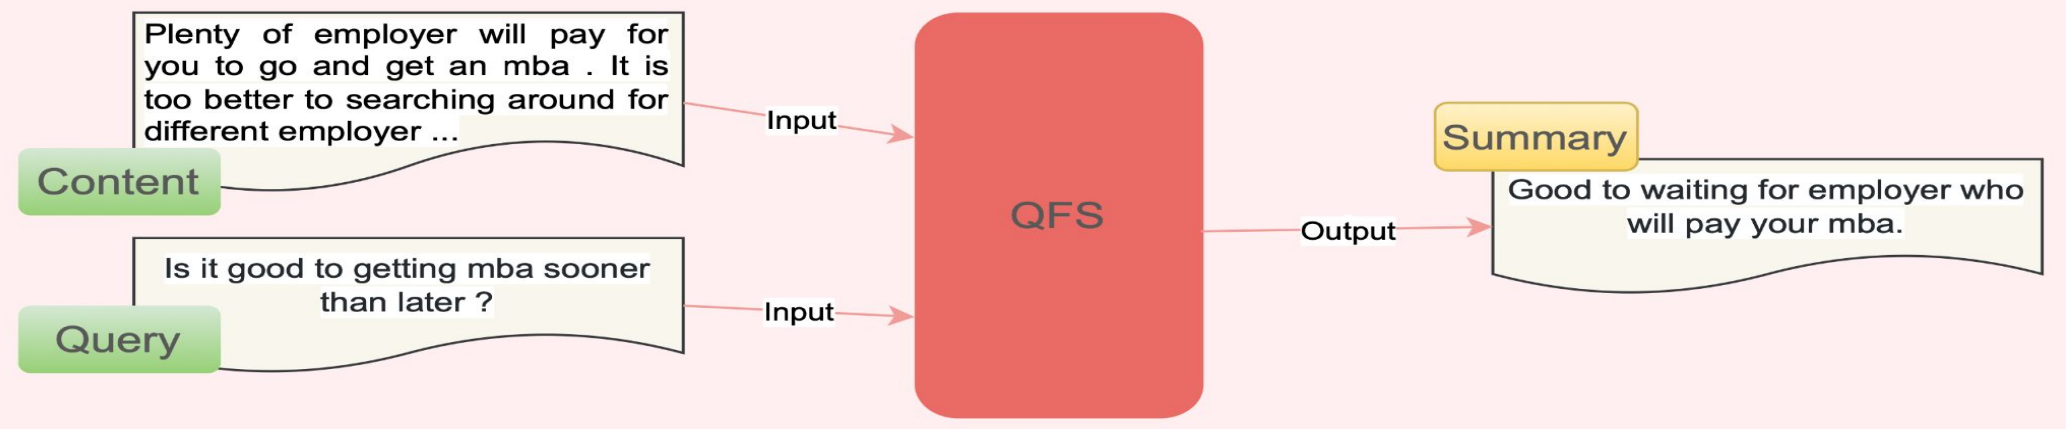 Plenty of employer will pay for
you to go and get an mba . It is
too better to searching around for
different employer ...
Content
Input
Is it good to getting mba sooner
than later ?
Query
Input
QFS
Output
Summary
Good to waiting for employer who
will pay your mba.